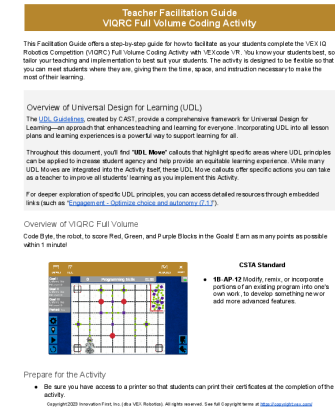 Teacher Facilitation Guide
VIQRC Full Volume Coding Activity
This Facilitation Guide offers a step-by-step guide for how to facilitate as your students complete the VEX IQ
Robotics Competition (VIQRC) Full Volume Coding Activity with VEXcode VR. You know your students best, so
tailor your teaching and implementation to best suit your students. The activity is designed to be flexible so that
you can meet students where they are, giving them the time, space, and instruction necessary to make the
most of their learning.
Overview of Universal Design for Learning (UDL)
The UDL Guidelines, created by CAST, provide a comprehensive framework for Universal Design for
Learning—an approach that enhances teaching and learning for everyone. Incorporating UDL into all lesson
plans and learning experiences is a powerful way to support learning for all.
Throughout this document, you'll find "UDL Move" callouts that highlight specific areas where UDL principles
can be applied to increase student agency and help provide an equitable learning experience. While many
UDL Moves are integrated into the Activity itself, these UDL Move callouts offer specific actions you can take
as a teacher to improve all students' learning as you implement this Activity.
For deeper exploration of specific UDL principles, you can access detailed resources through embedded
links (such as "Engagement - Optimize choice and autonomy (7.1)").
Overview of VIQRC Full Volume
Code Byte, the robot, to score Red, Green, and Purple Blocks in the Goals! Earn as many points as possible
within 1 minute!
CSTA Standard
● 1B-AP-12 Modify, remix, or incorporate
portions of an existing program into one's
own work, to develop something new or
add more advanced features.
Prepare for the Activity
● Be sure you have access to a printer so that students can print their certificates at the completion of the
activity.
Copyright 2023 Innovation First, Inc. (dba VEX Robotics). All rights reserved. See full Copyright terms at https://copyright.vex.com/